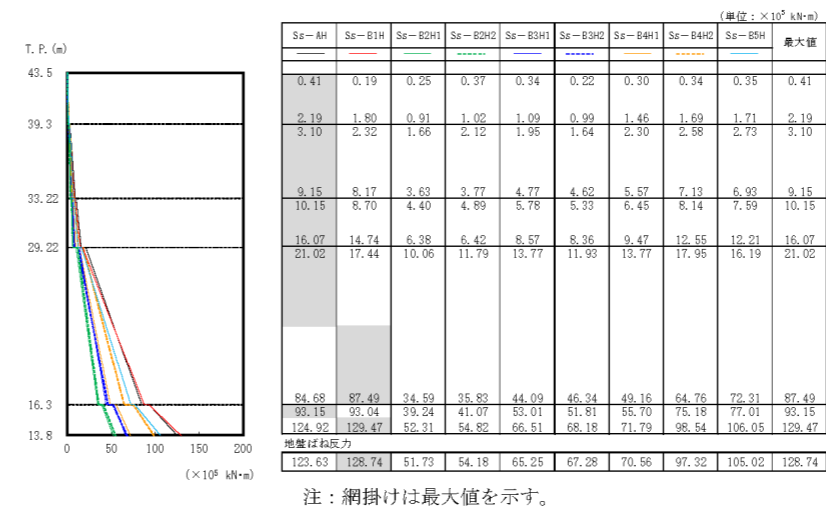 (単位：×10⁵ kN･m)
Ss－AH Ss－B1H Ss－B2H1 Ss－B2H2 Ss－B3H1 Ss－B3H2 Ss－B4H1 Ss－B4H2 Ss－B5H 最大値
T.P.(m)
43.5
0.41 0.19 0.25 0.37 0.34 0.22 0.30 0.34 0.35 0.41
2.19 1.80 0.91 1.02 1.09 0.99 1.46 1.69 1.71 2.19
39.3
3.10 2.32 1.66 2.12 1.95 1.64 2.30 2.58 2.73 3.10
9.15 8.17 3.63 3.77 4.77 4.62 5.57 7.13 6.93 9.15
33.22
10.15 8.70 4.40 4.89 5.78 5.33 6.45 8.14 7.59 10.15
16.07 14.74 6.38 6.42 8.57 8.36 9.47 12.55 12.21 16.07
29.22
21.02 17.44 10.06 11.79 13.77 11.93 13.77 17.95 16.19 21.02
84.68 87.49 34.59 35.83 44.09 46.34 49.16 64.76 72.31 87.49
16.3
93.15 93.04 39.24 41.07 53.01 51.81 55.70 75.18 77.01 93.15
124.92 129.47 52.31 54.82 66.51 68.18 71.79 98.54 106.05 129.47
13.8
地盤ばね反力
0 50 100 150 200
123.63 128.74 51.73 54.18 65.25 67.28 70.56 97.32 105.02 128.74
(×10⁵ kN･m)
注：網掛けは最大値を示す。